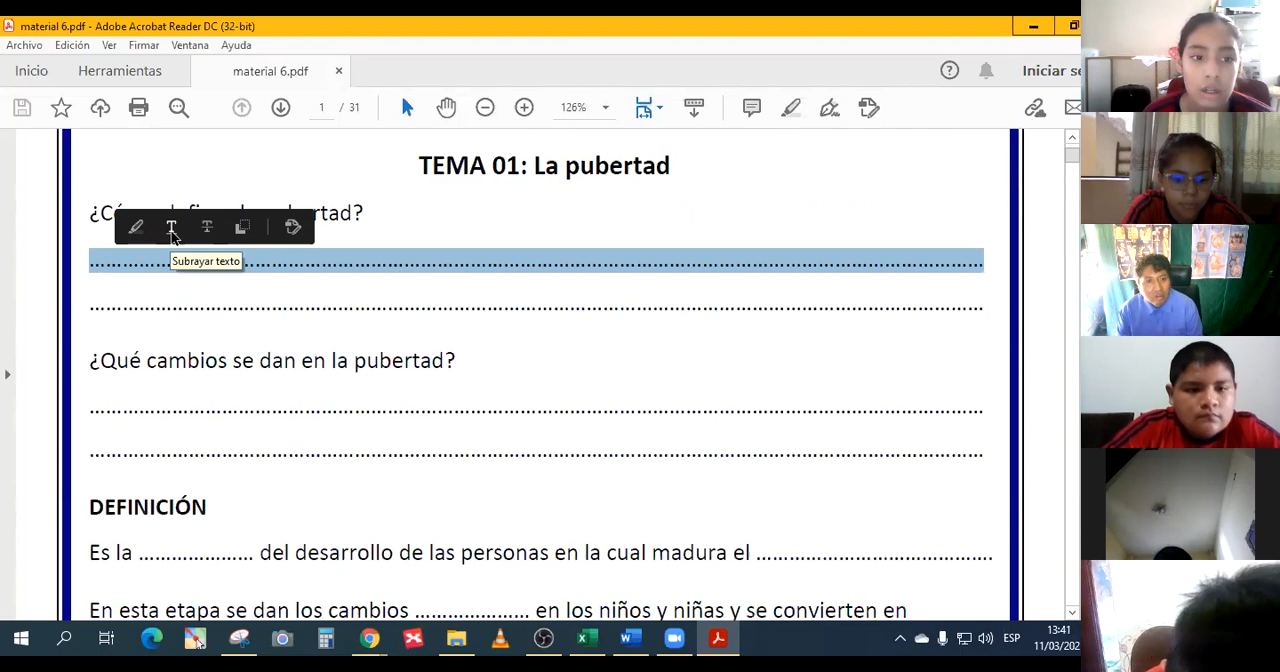 material 6.pdf - Adobe Acrobat Reader DC (32-bit)
Archivo Edición Ver Firmar Ventana Ayuda
Inicio Herramientas material 6.pdf × Iniciar se
1 / 31 126%
TEMA 01: La pubertad
pubertad?
Subrayar texto
……………………………………………………………………………………………………
……………………………………………………………………………………………………
¿Qué cambios se dan en la pubertad?
……………………………………………………………………………………………………
……………………………………………………………………………………………………
DEFINICIÓN
Es la ………………… del desarrollo de las personas en la cual madura el …………………………………….
En esta etapa se dan los cambios ………………… en los niños y niñas y se convierten en
ESP
13:41
11/03/202